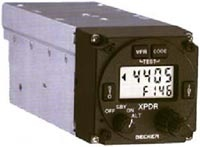 VFR CODE
TEST
4405
F146
OFF SBY ON ALT XPDR
BECKER